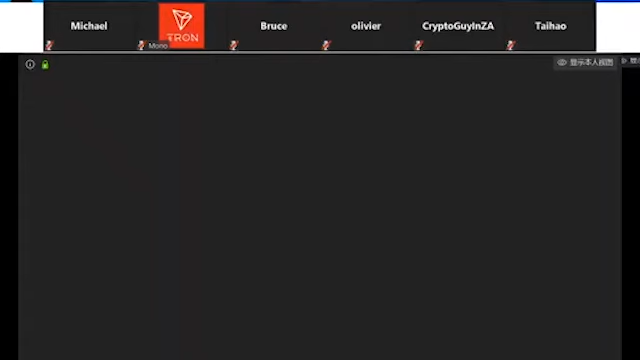 Michael
TRON
Mono
Bruce
olivier
CryptoGuyInZA
Taihao
显示本人视图